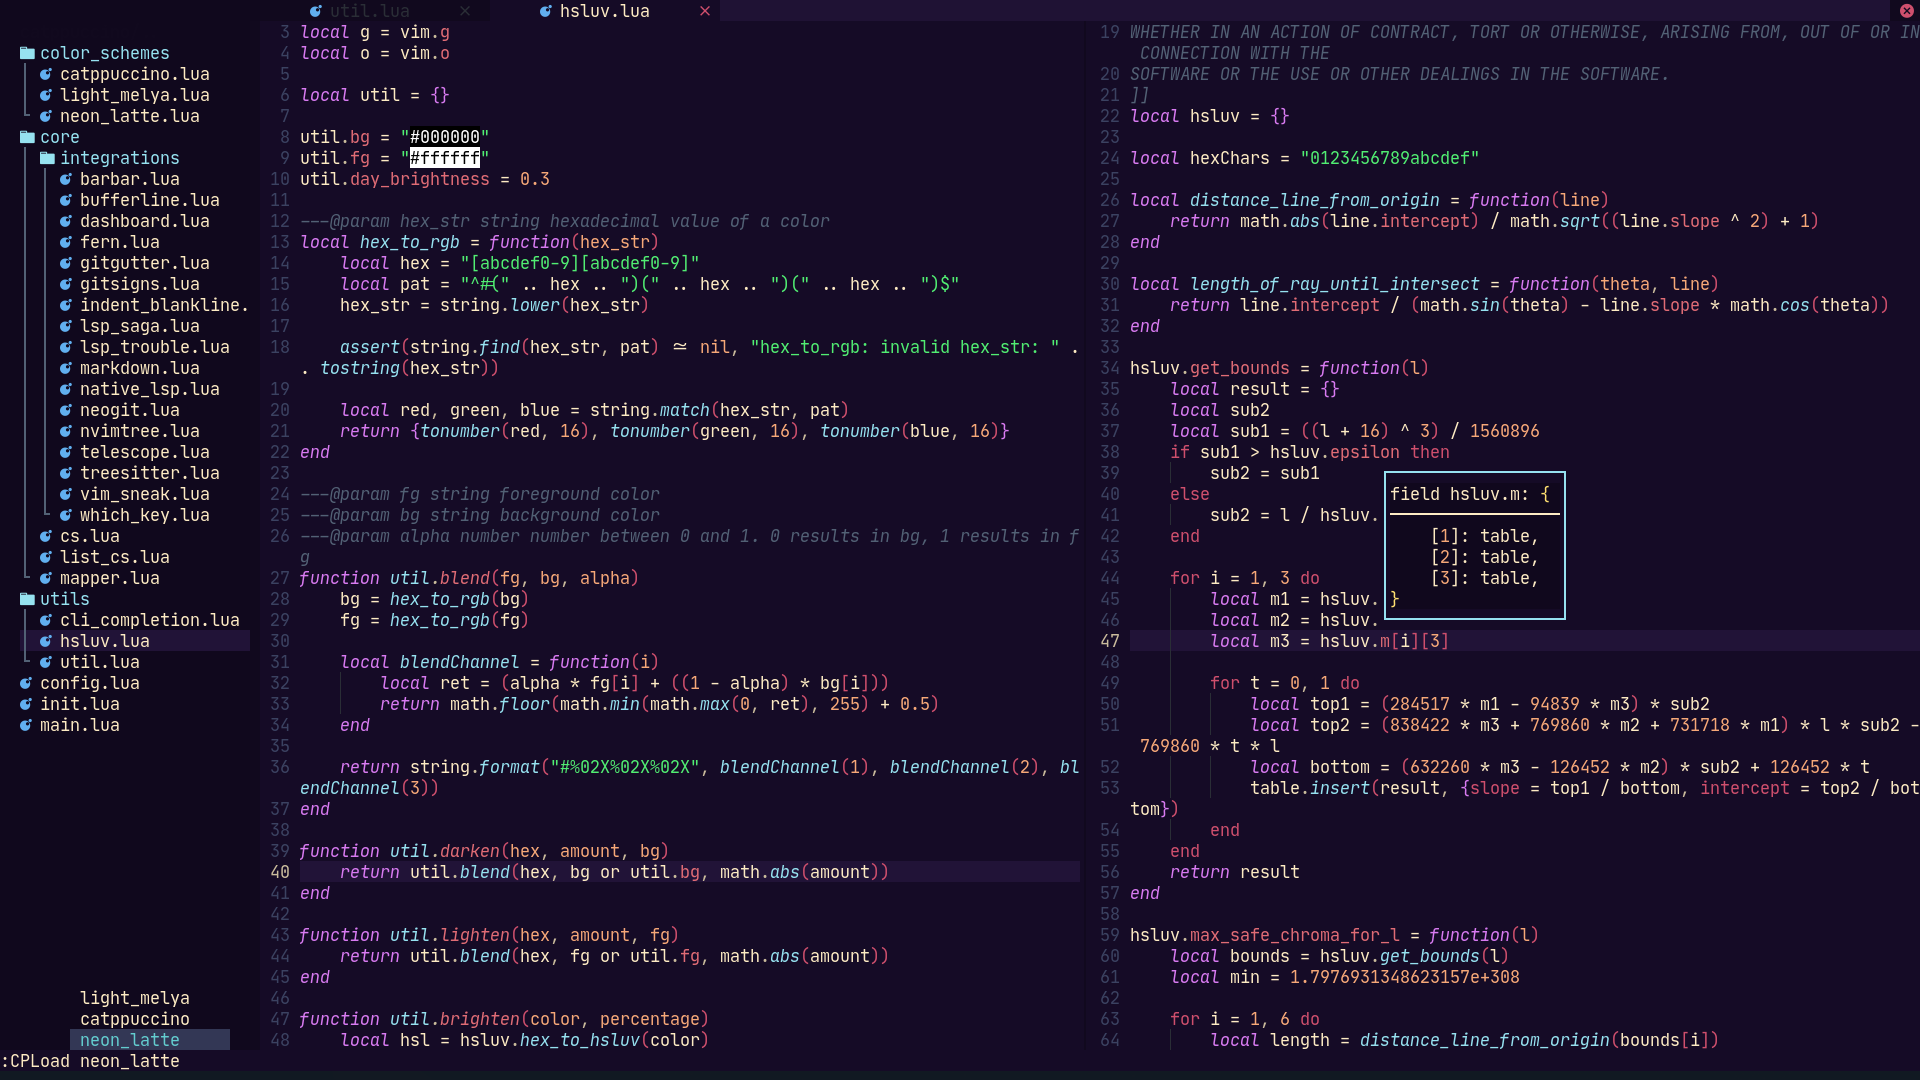 util.lua
hsluv.lua
color_schemes
catppuccino.lua
light_melya.lua
neon_latte.lua
core
integrations
barbar.lua
bufferline.lua
dashboard.lua
fern.lua
gitgutter.lua
gitsigns.lua
indent_blankline.
lsp_saga.lua
lsp_trouble.lua
markdown.lua
native_lsp.lua
neogit.lua
nvimtree.lua
telescope.lua
treesitter.lua
vim_sneak.lua
which_key.lua
cs.lua
list_cs.lua
mapper.lua
utils
cli_completion.lua
hsluv.lua
util.lua
config.lua
init.lua
main.lua
3 local g = vim.g
4 local o = vim.o
5
6 local util = {}
7
8 util.bg = "#000000"
9 util.fg = "#ffffff"
10 util.day_brightness = 0.3
11
12 ---@param hex_str string hexadecimal value of a color
13 local hex_to_rgb = function(hex_str)
14 local hex = "[abcdef0-9][abcdef0-9]"
15 local pat = "^#(" .. hex .. ")(" .. hex .. ")(" .. hex .. ")$"
16 hex_str = string.lower(hex_str)
17
18 assert(string.find(hex_str, pat) ~= nil, "hex_to_rgb: invalid hex_str: " .
. tostring(hex_str))
19
20 local red, green, blue = string.match(hex_str, pat)
21 return {tonumber(red, 16), tonumber(green, 16), tonumber(blue, 16)}
22 end
23
24 ---@param fg string foreground color
25 ---@param bg string background color
26 ---@param alpha number number between 0 and 1. 0 results in bg, 1 results in f
g
27 function util.blend(fg, bg, alpha)
28 bg = hex_to_rgb(bg)
29 fg = hex_to_rgb(fg)
30
31 local blendChannel = function(i)
32 local ret = (alpha * fg[i] + ((1 - alpha) * bg[i]))
33 return math.floor(math.min(math.max(0, ret), 255) + 0.5)
34 end
35
36 return string.format("#%02X%02X%02X", blendChannel(1), blendChannel(2), bl
endChannel(3))
37 end
38
39 function util.darken(hex, amount, bg)
40 return util.blend(hex, bg or util.bg, math.abs(amount))
41 end
42
43 function util.lighten(hex, amount, fg)
44 return util.blend(hex, fg or util.fg, math.abs(amount))
45 end
46
47 function util.brighten(color, percentage)
48 local hsl = hsluv.hex_to_hsluv(color)
19 WHETHER IN AN ACTION OF CONTRACT, TORT OR OTHERWISE, ARISING FROM, OUT OF OR IN
CONNECTION WITH THE
20 SOFTWARE OR THE USE OR OTHER DEALINGS IN THE SOFTWARE.
21 ]]
22 local hsluv = {}
23
24 local hexChars = "0123456789abcdef"
25
26 local distance_line_from_origin = function(line)
27 return math.abs(line.intercept) / math.sqrt((line.slope ^ 2) + 1)
28 end
29
30 local length_of_ray_until_intersect = function(theta, line)
31 return line.intercept / (math.sin(theta) - line.slope * math.cos(theta))
32 end
33
34 hsluv.get_bounds = function(l)
35 local result = {}
36 local sub2
37 local sub1 = ((l + 16) ^ 3) / 1560896
38 if sub1 > hsluv.epsilon then
39 sub2 = sub1
40 else
41 sub2 = l / hsluv.
42 end
43
44 for i = 1, 3 do
45 local m1 = hsluv.
46 local m2 = hsluv.
47 local m3 = hsluv.m[i][3]
48
49 for t = 0, 1 do
50 local top1 = (284517 * m1 - 94839 * m3) * sub2
51 local top2 = (838422 * m3 + 769860 * m2 + 731718 * m1) * l * sub2 -
769860 * t * l
52 local bottom = (632260 * m3 - 126452 * m2) * sub2 + 126452 * t
53 table.insert(result, {slope = top1 / bottom, intercept = top2 / bot
tom})
54 end
55 end
56 return result
57 end
58
59 hsluv.max_safe_chroma_for_l = function(l)
60 local bounds = hsluv.get_bounds(l)
61 local min = 1.7976931348623157e+308
62
63 for i = 1, 6 do
64 local length = distance_line_from_origin(bounds[i])
field hsluv.m: {
[1]: table,
[2]: table,
[3]: table,
}
light_melya
catppuccino
neon_latte
:CPLoad neon_latte